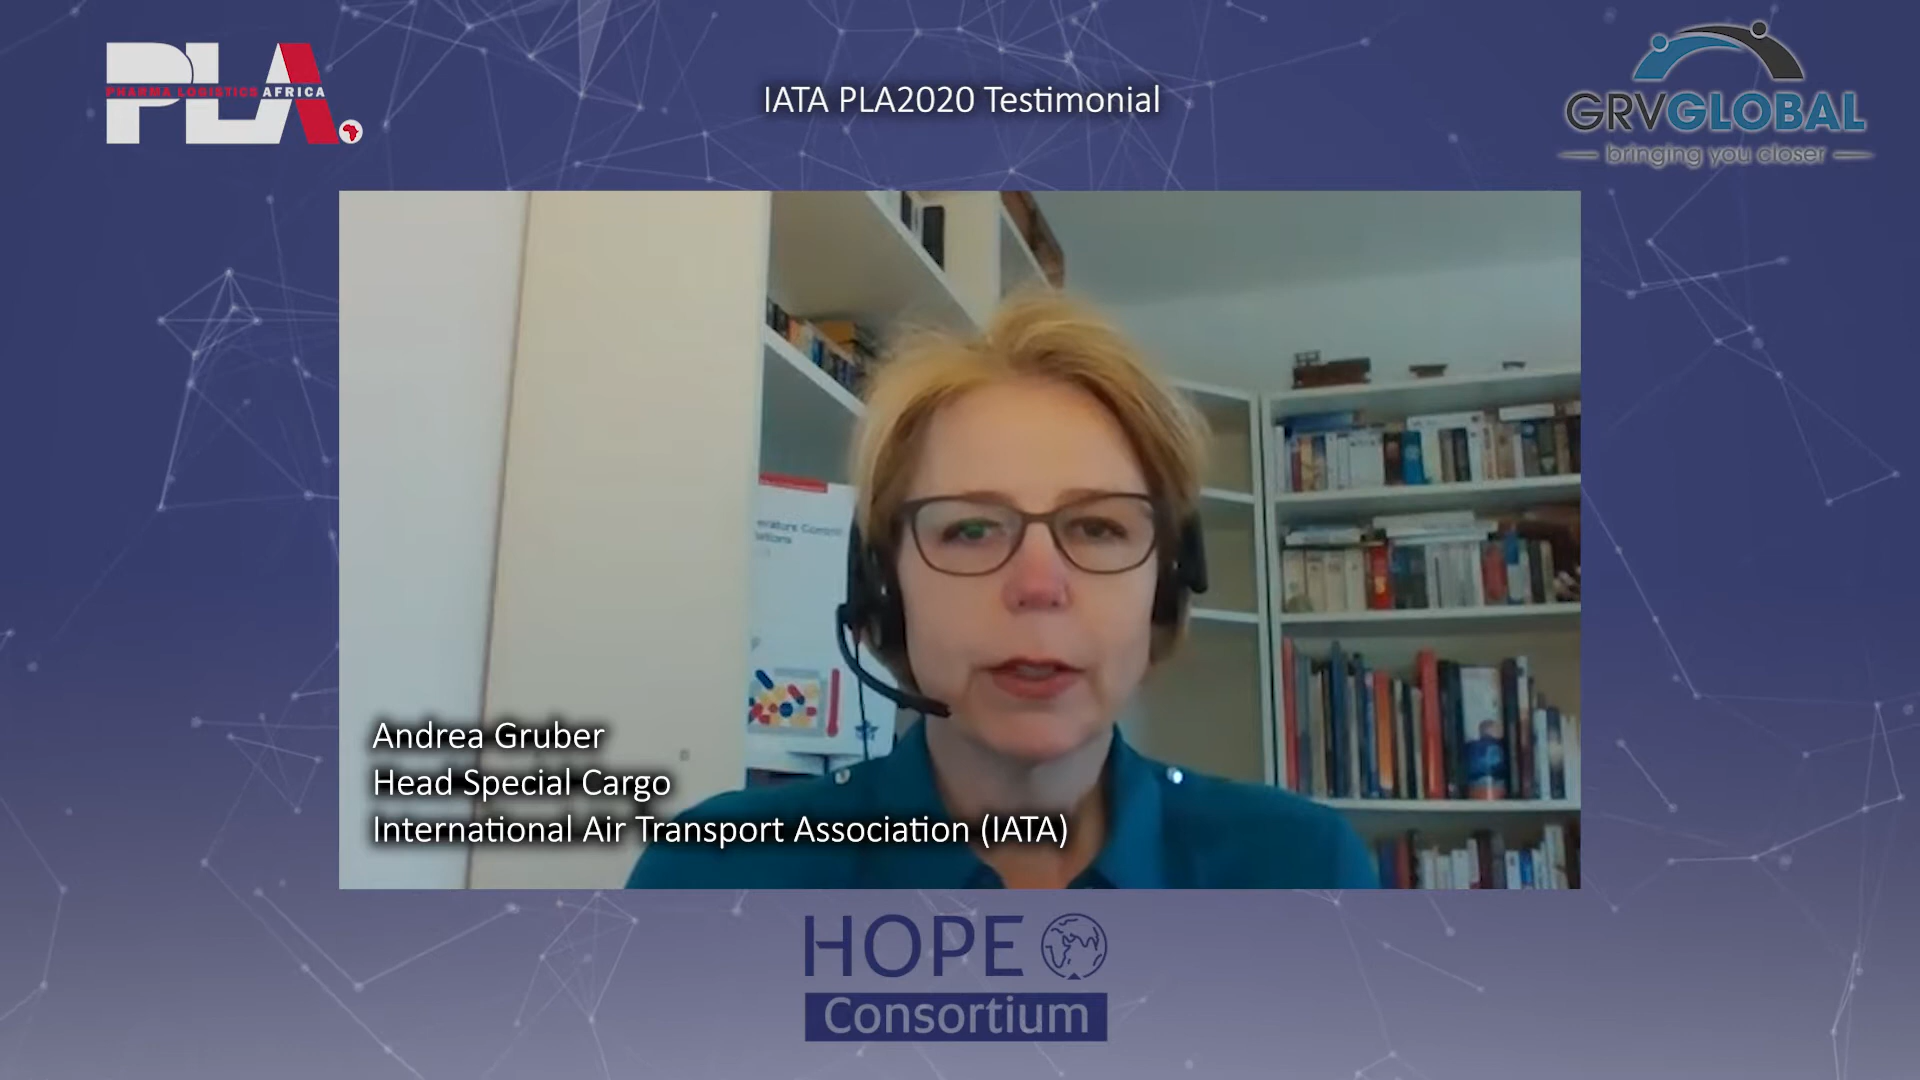 PLA
PHARMA LOGISTICS AFRICA
IATA PLA2020 Testimonial
GRVGLOBAL
bringing you closer
Andrea Gruber
Head Special Cargo
International Air Transport Association (IATA)
HOPE
Consortium